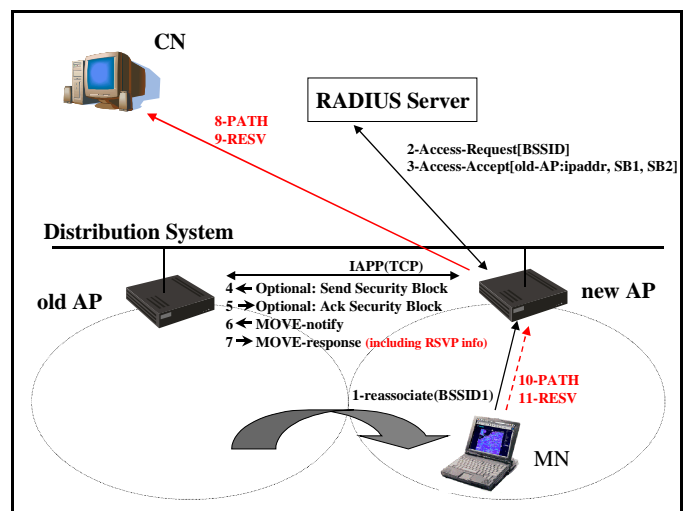 CN
RADIUS Server
8-PATH
9-RESV
2-Access-Request[BSSID]
3-Access-Accept[old-AP:ipaddr, SB1, SB2]
Distribution System
IAPP(TCP)
old AP
new AP
4 ← Optional: Send Security Block
5 → Optional: Ack Security Block
6 ← MOVE-notify
7 → MOVE-response (including RSVP info)
1-reassociate(BSSID1)
10-PATH
11-RESV
MN